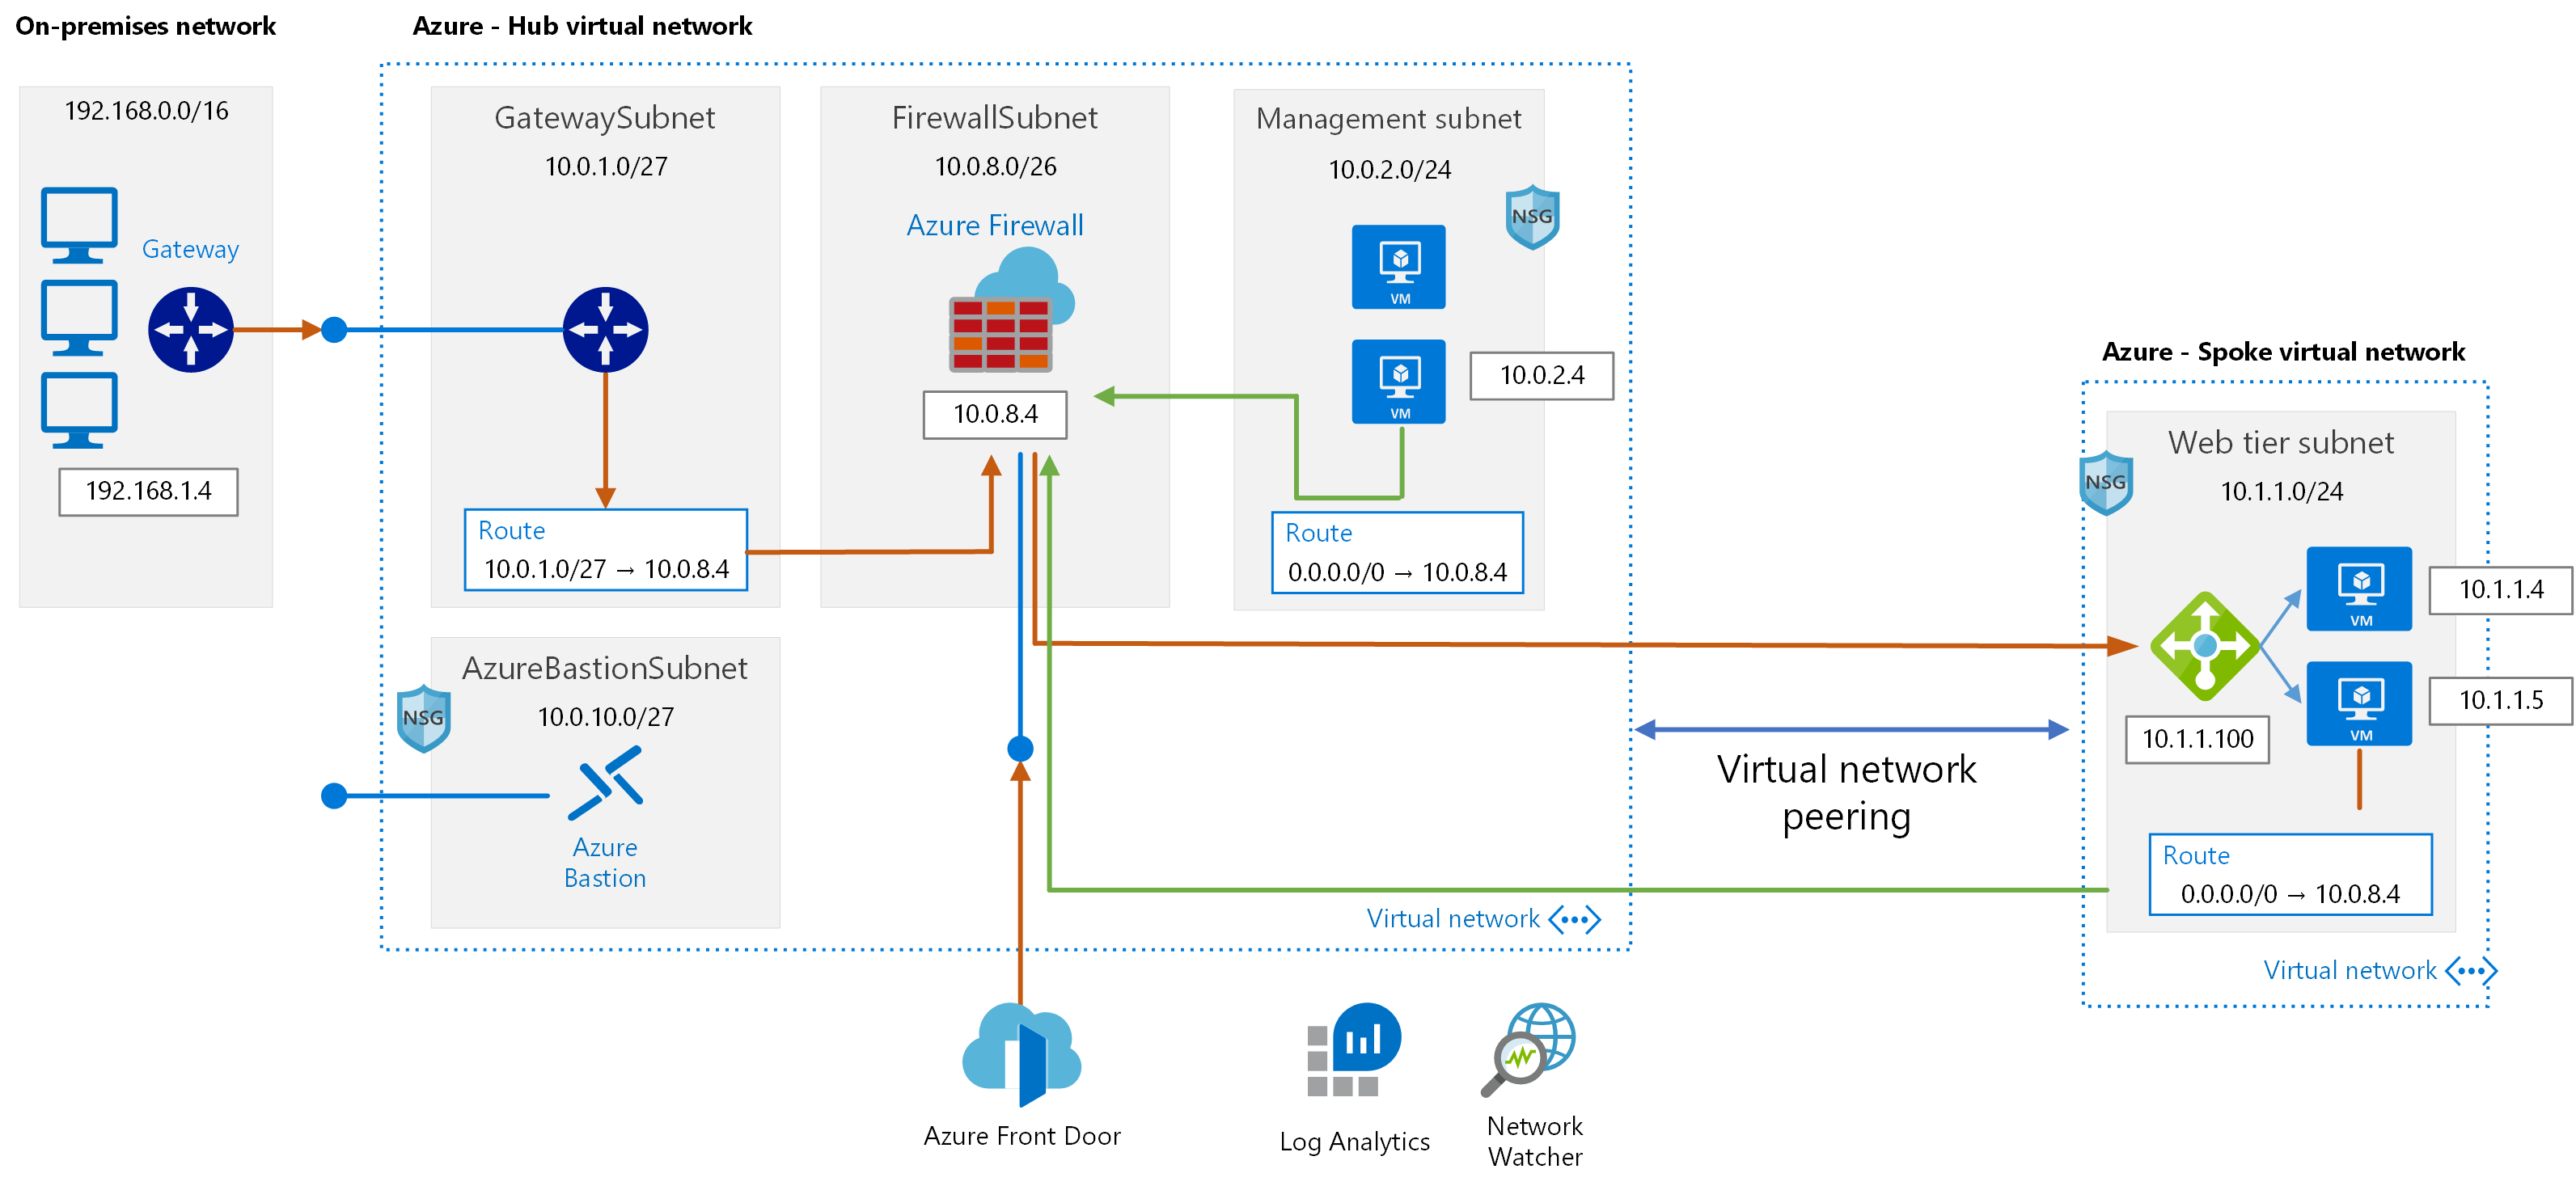 On-premises network
192.168.0.0/16
Gateway
192.168.1.4
Azure - Hub virtual network
GatewaySubnet
10.0.1.0/27
Route
10.0.1.0/27 → 10.0.8.4
FirewallSubnet
10.0.8.0/26
Azure Firewall
10.0.8.4
Management subnet
10.0.2.0/24
NSG
VM
VM
10.0.2.4
Route
0.0.0.0/0 → 10.0.8.4
AzureBastionSubnet
10.0.10.0/27
NSG
Azure
Bastion
Virtual network
Virtual network
peering
Azure - Spoke virtual network
Web tier subnet
10.1.1.0/24
NSG
VM
10.1.1.4
VM
10.1.1.5
10.1.1.100
Route
0.0.0.0/0 → 10.0.8.4
Virtual network
Azure Front Door
Log Analytics
Network
Watcher